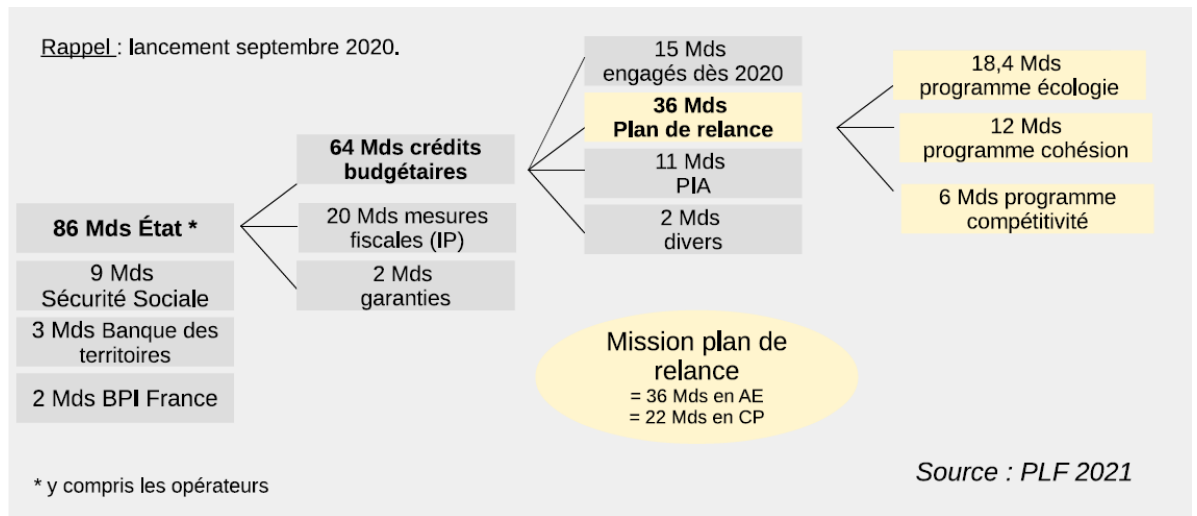 Rappel : lancement septembre 2020.
86 Mds État *
9 Mds
Sécurité Sociale
3 Mds Banque des
territoires
2 Mds BPI France
64 Mds crédits
budgétaires
20 Mds mesures
fiscales (IP)
2 Mds
garanties
15 Mds
engagés dès 2020
36 Mds
Plan de relance
11 Mds
PIA
2 Mds
divers
18,4 Mds
programme écologie
12 Mds
programme cohésion
6 Mds programme
compétitivité
Mission plan de
relance
= 36 Mds en AE
= 22 Mds en CP
* y compris les opérateurs
Source : PLF 2021